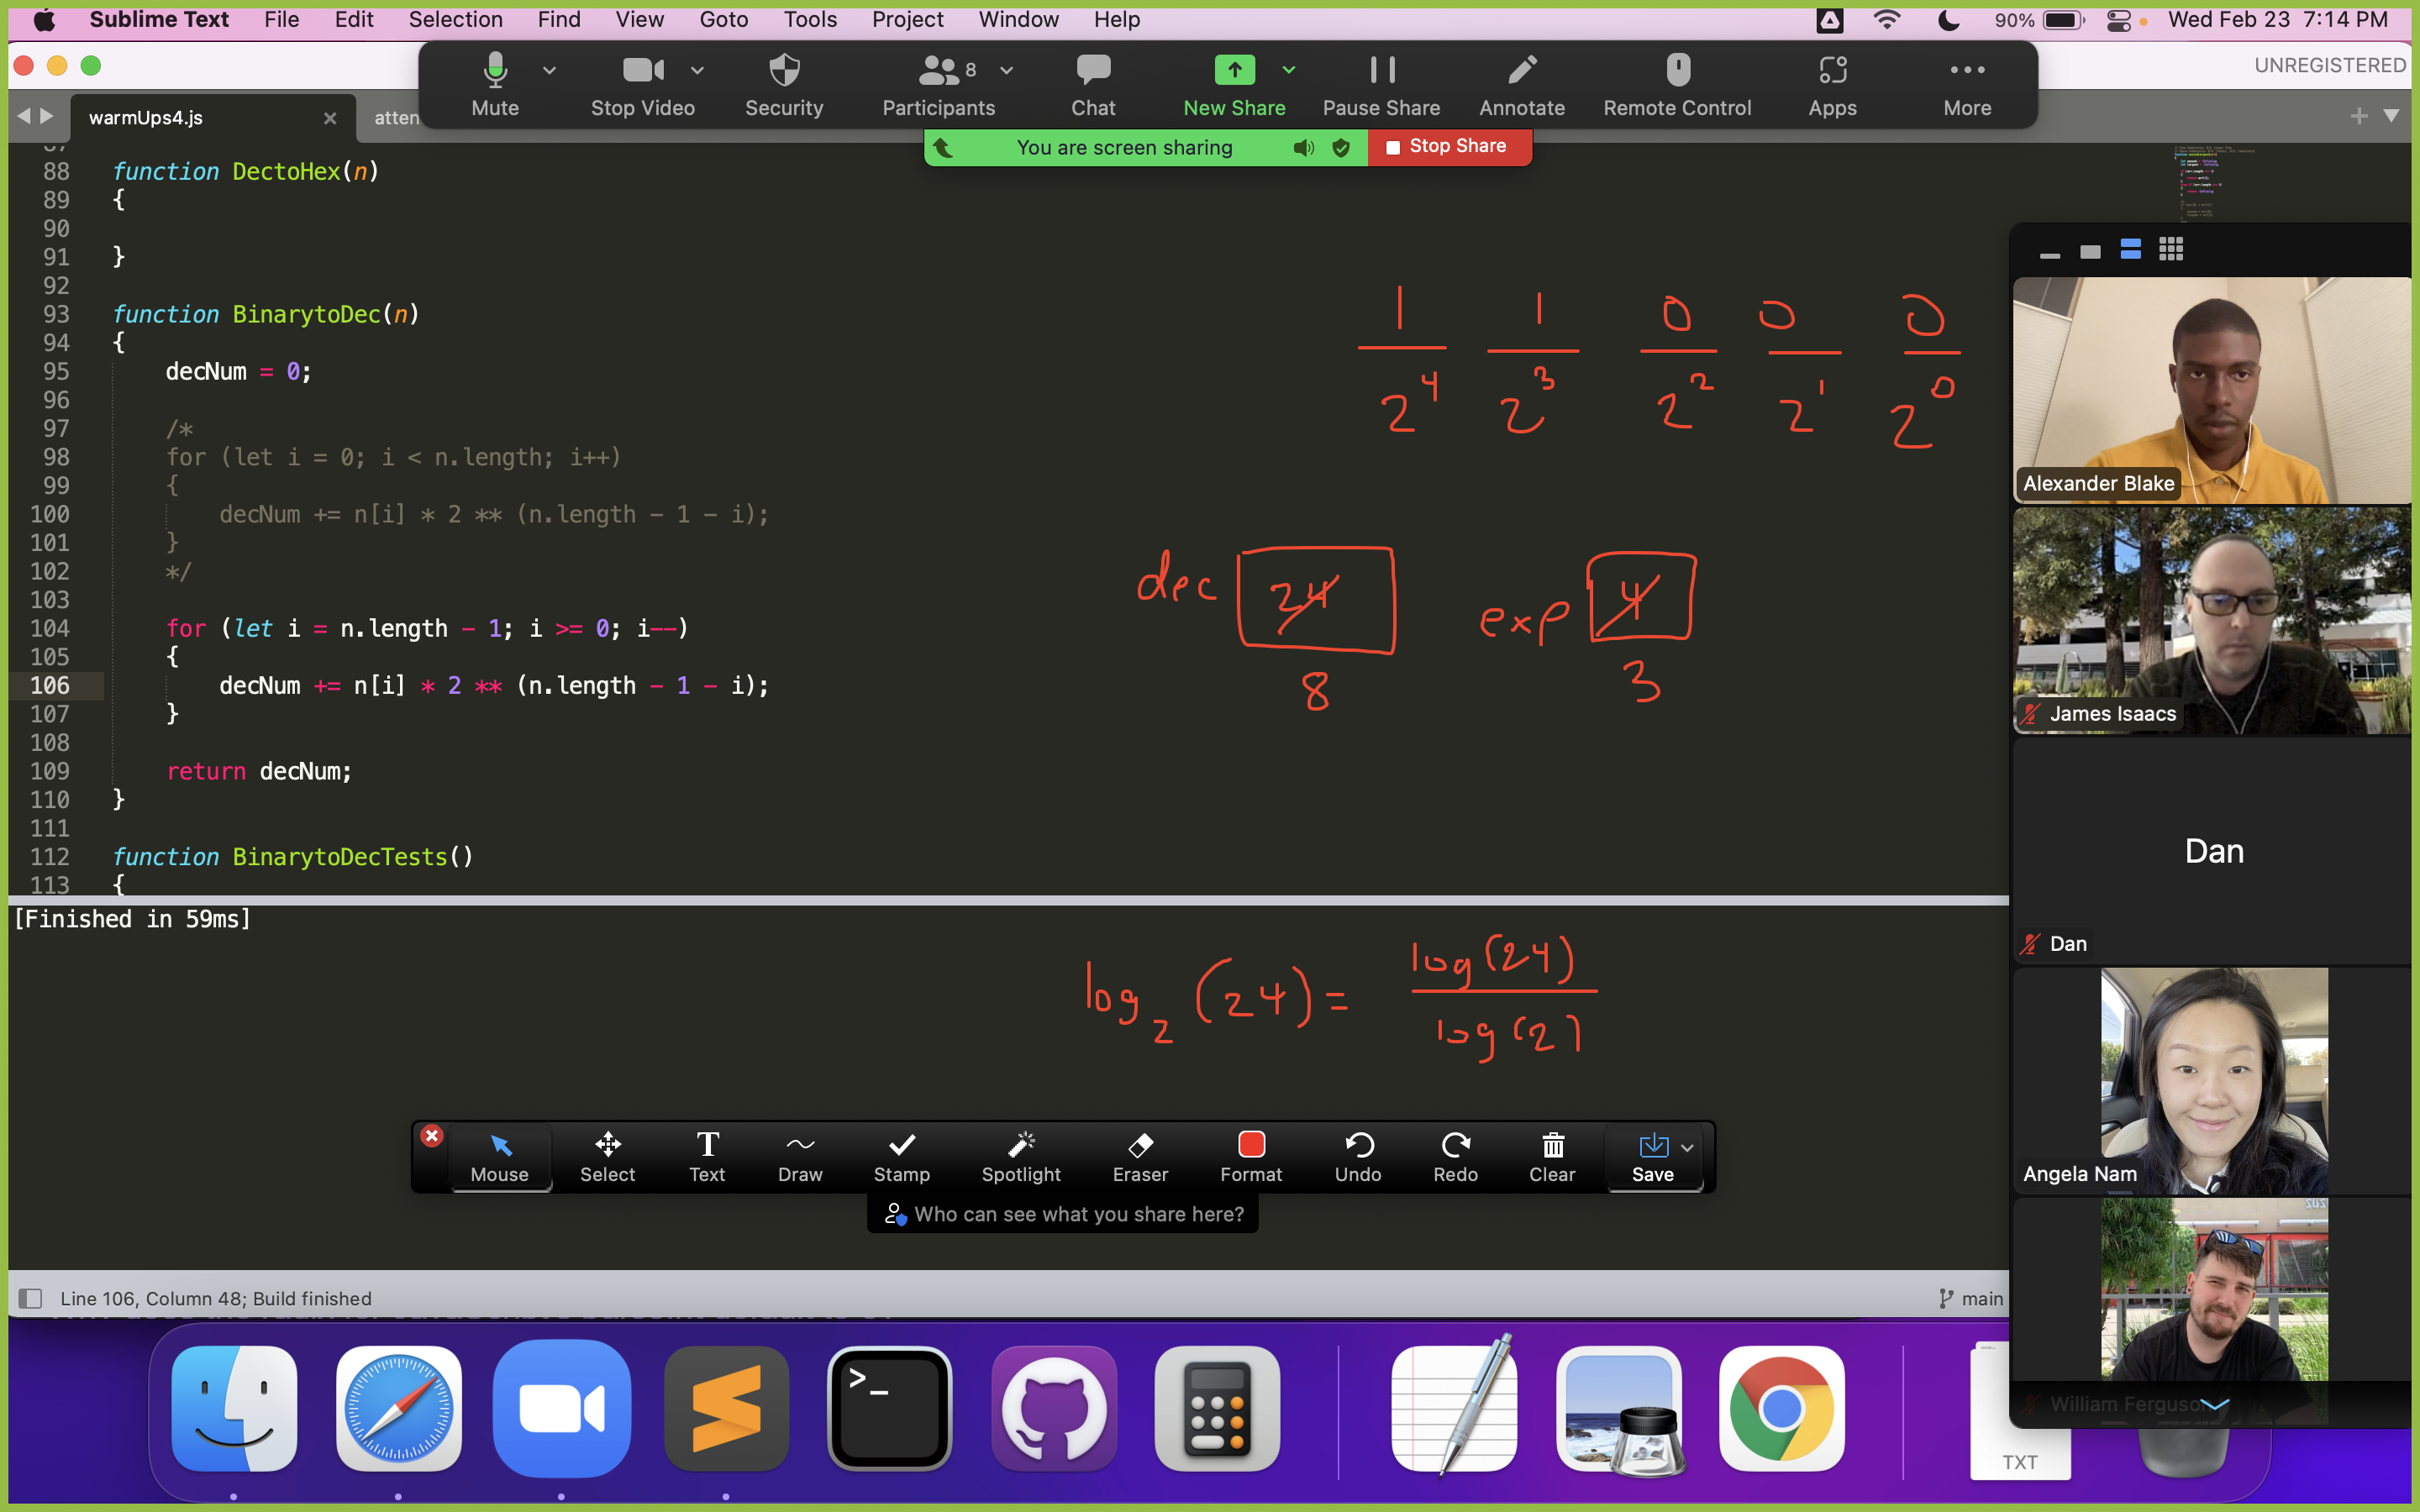 Sublime Text File Edit Selection Find View Goto Tools Project Window Help 90% Wed Feb 23 7:14 PM
UNREGISTERED
Mute Stop Video Security 8 Participants Chat New Share Pause Share Annotate Remote Control Apps More
You are screen sharing Stop Share
warmUps4.js × atten
87
88 function DectoHex(n)
89 {
90
91 }
92
93 function BinarytoDec(n)
94 {
95 decNum = 0;
96
97 /*
98 for (let i = 0; i < n.length; i++)
99 {
100 decNum += n[i] * 2 ** (n.length - 1 - i);
101 }
102 */
103
104 for (let i = n.length - 1; i >= 0; i--)
105 {
106 decNum += n[i] * 2 ** (n.length - 1 - i);
107 }
108
109 return decNum;
110 }
111
112 function BinarytoDecTests()
113 {
1 1 0 0 0
2^4 2^3 2^2 2^1 2^0
dec 24 exp 4
8 3
[Finished in 59ms]
log_2 (24) = log(24)
log(2)
Alexander Blake
James Isaacs
Dan
Dan
Angela Nam
William Ferguso
Mouse Select Text Draw Stamp Spotlight Eraser Format Undo Redo Clear Save
Who can see what you share here?
Line 106, Column 48; Build finished main
TXT